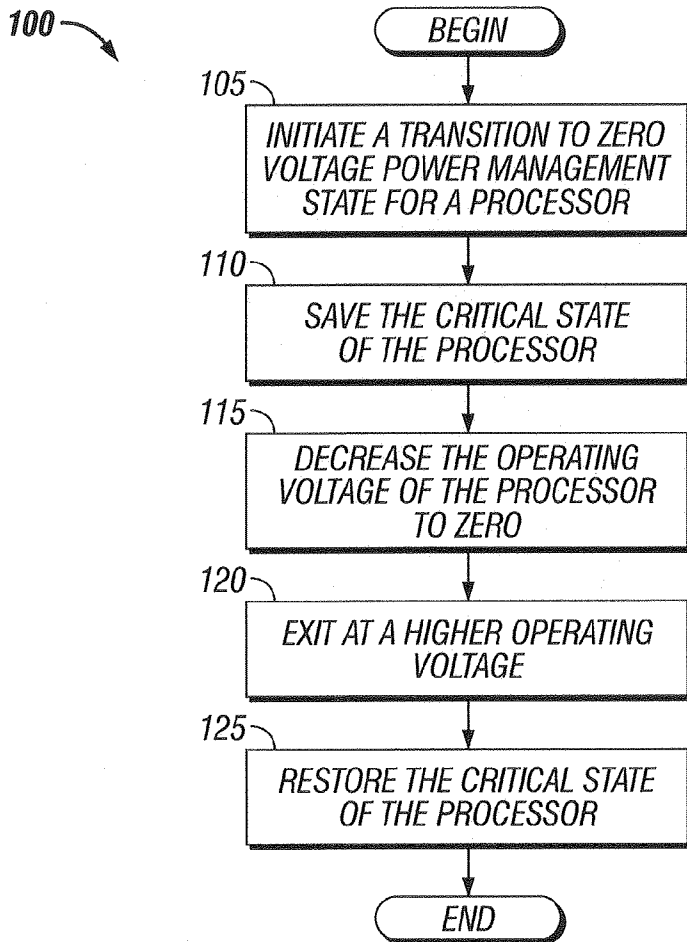 100
BEGIN
105
INITIATE A TRANSITION TO ZERO
VOLTAGE POWER MANAGEMENT
STATE FOR A PROCESSOR
110
SAVE THE CRITICAL STATE
OF THE PROCESSOR
115
DECREASE THE OPERATING
VOLTAGE OF THE PROCESSOR
TO ZERO
120
EXIT AT A HIGHER OPERATING
VOLTAGE
125
RESTORE THE CRITICAL STATE
OF THE PROCESSOR
END